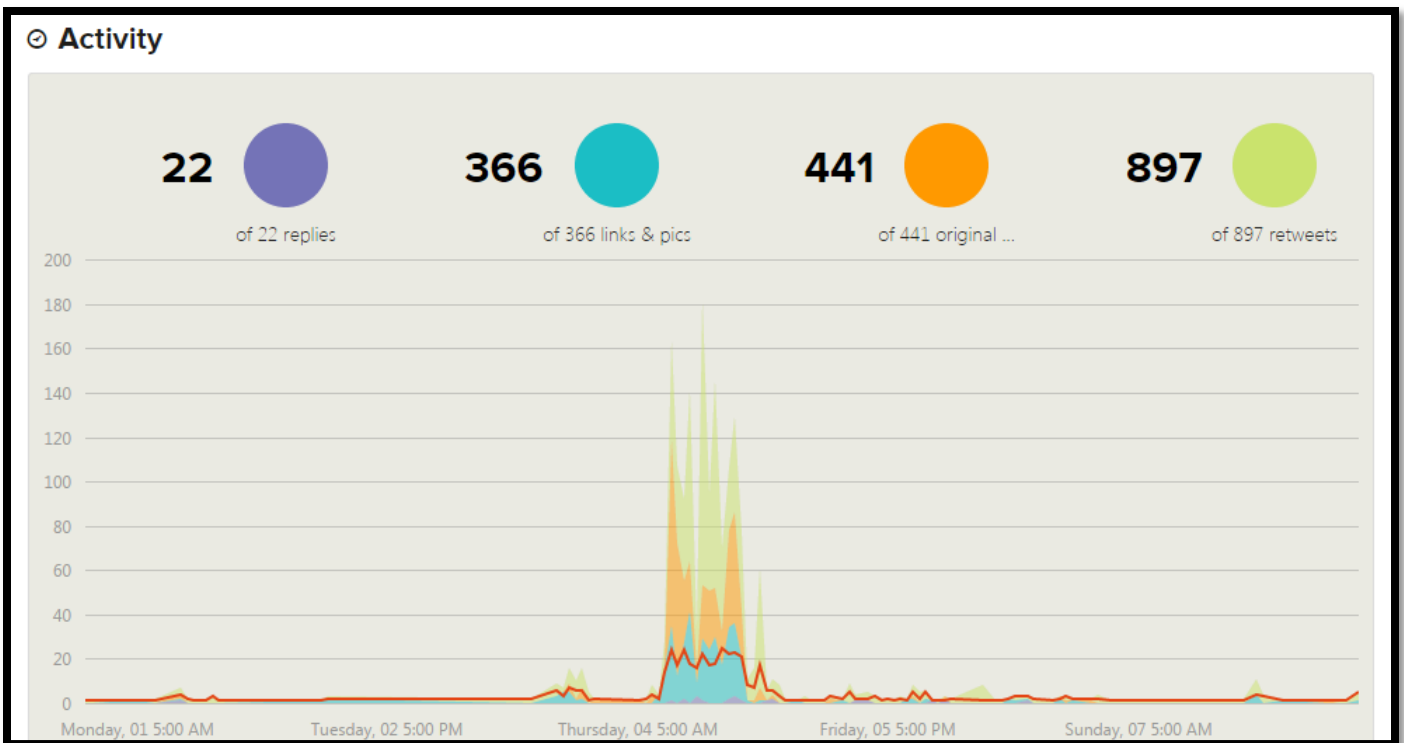 Activity
22
366
441
897
of 22 replies
of 366 links & pics
of 441 original ...
of 897 retweets
200
180
160
140
120
100
80
60
40
20
0
Monday, 01 5:00 AM
Tuesday, 02 5:00 PM
Thursday, 04 5:00 AM
Friday, 05 5:00 PM
Sunday, 07 5:00 AM